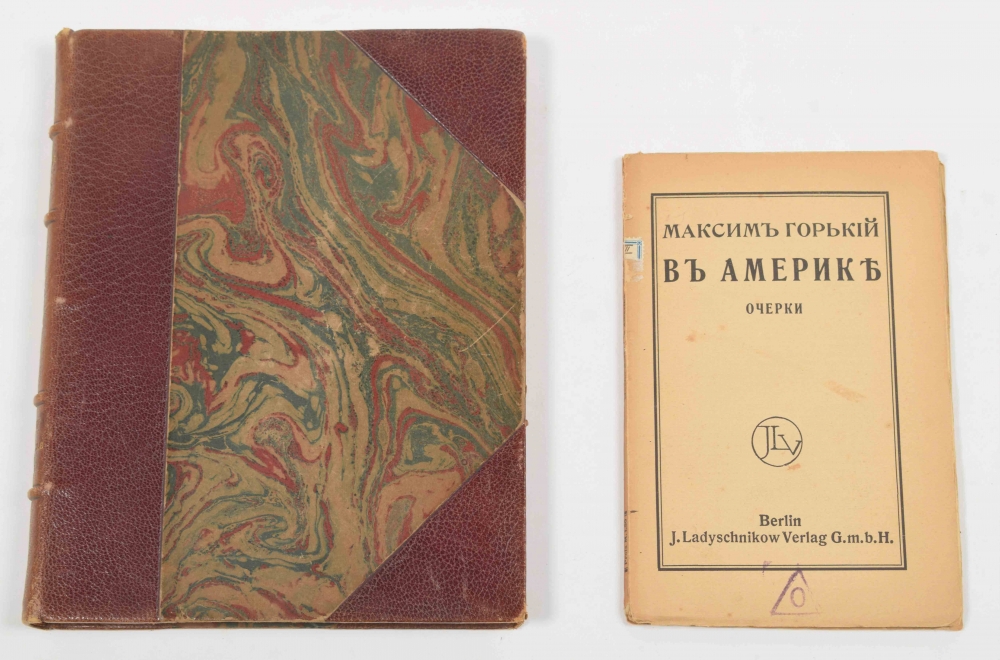 МАКСИМЪ ГОРЬКІЙ
ВЪ АМЕРИКѢ
ОЧЕРКИ
JLV
Berlin
J. Ladyschnikow Verlag G.m.b.H.
O